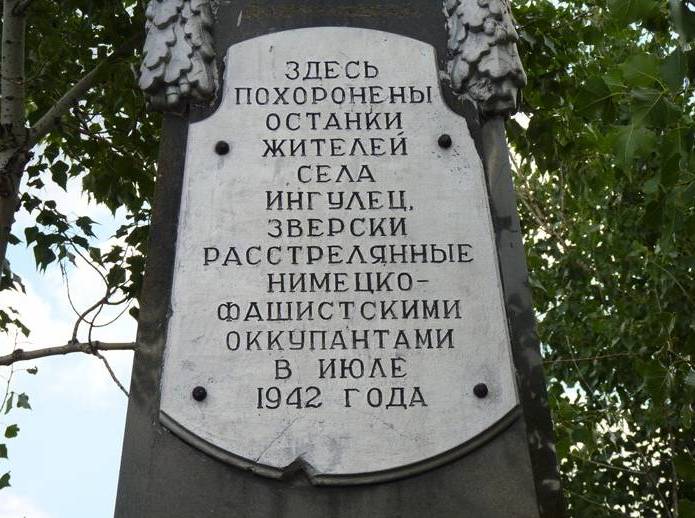 ЗДЕСЬ
ПОХОРОНЕНЫ
ОСТАНКИ
ЖИТЕЛЕЙ
СЕЛА
ИНГУЛЕЦ,
ЗВЕРСКИ
РАССТРЕЛЯННЫЕ
НИМЕЦКО-
ФАШИСТСКИМИ
ОККУПАНТАМИ
В ИЮЛЕ
1942 ГОДА